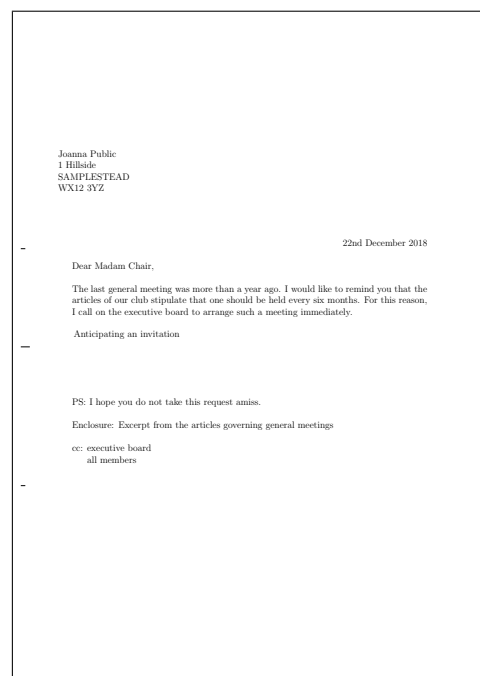 Joanna Public
1 Hillside
SAMPLESTEAD
WX12 3YZ
22nd December 2018
Dear Madam Chair,
The last general meeting was more than a year ago. I would like to remind you that the
articles of our club stipulate that one should be held every six months. For this reason,
I call on the executive board to arrange such a meeting immediately.
Anticipating an invitation
PS: I hope you do not take this request amiss.
Enclosure: Excerpt from the articles governing general meetings
cc: executive board
all members